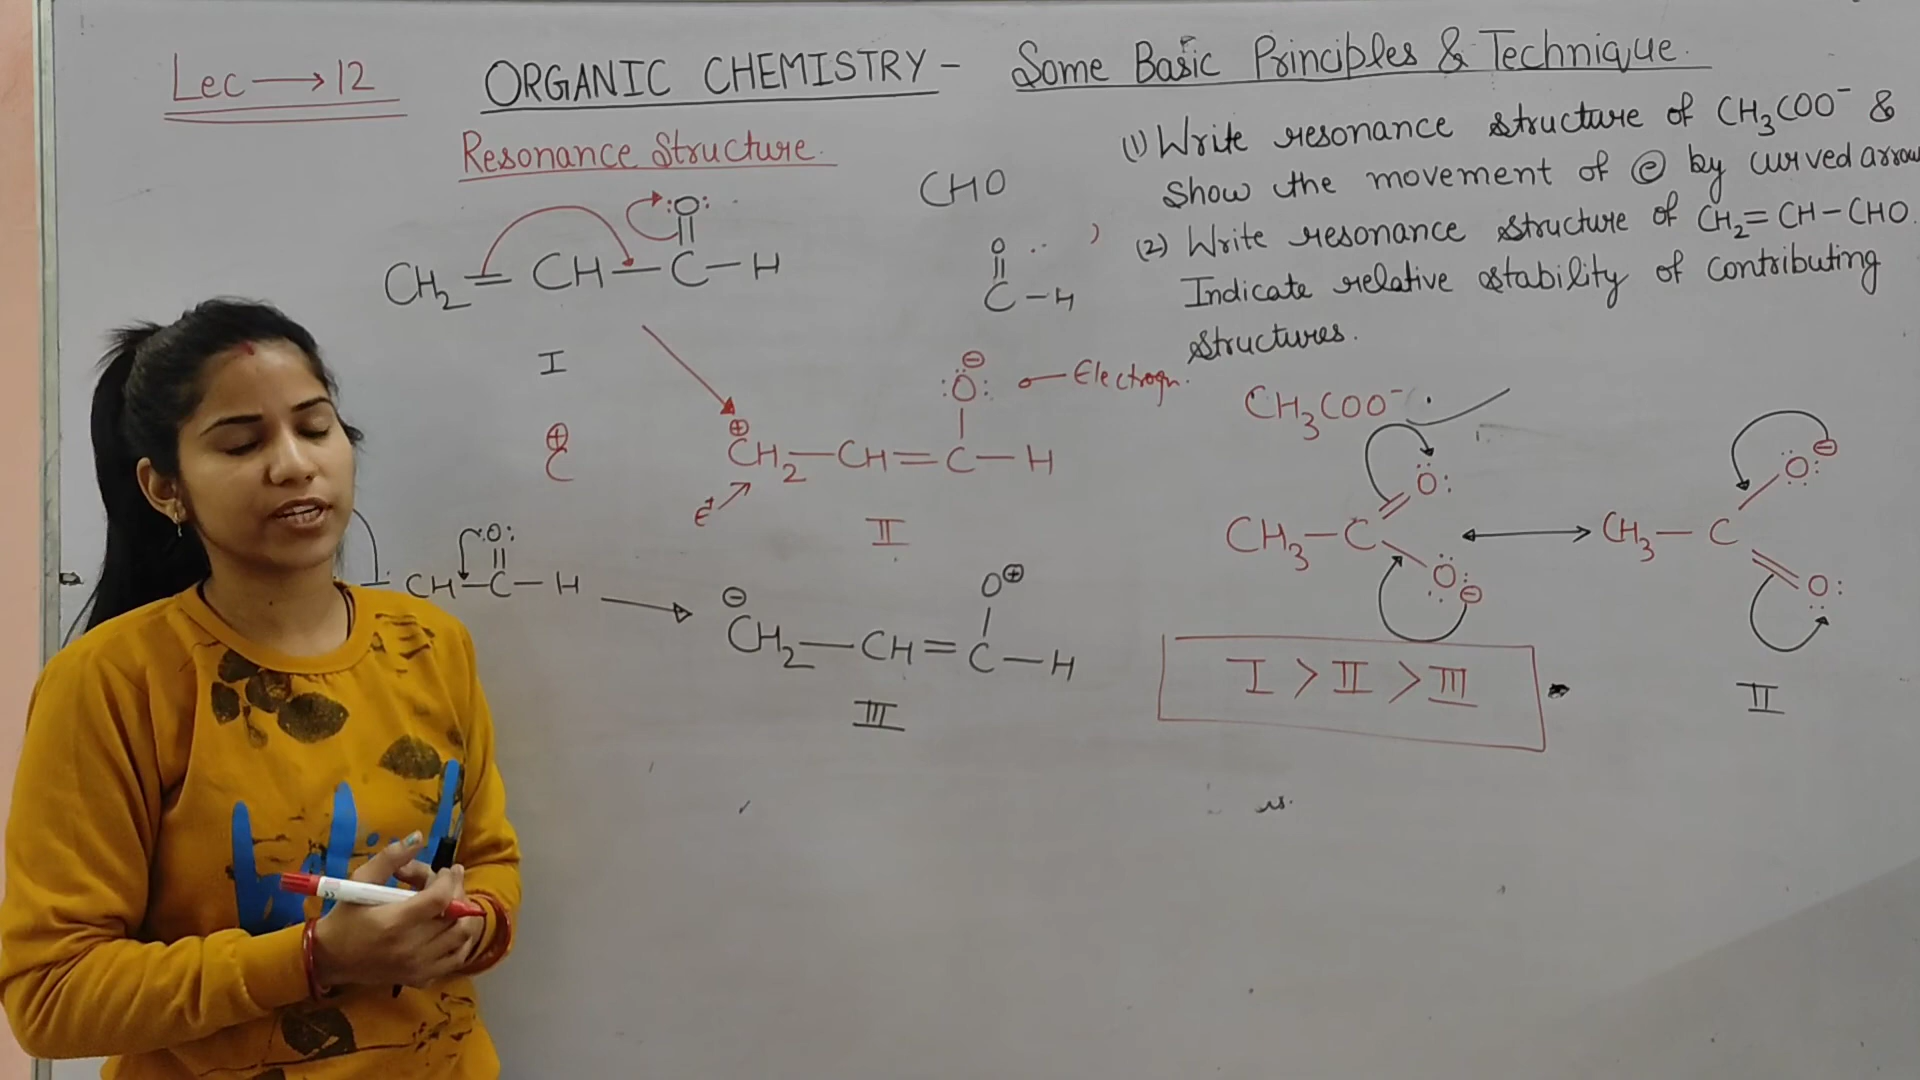 Lec → 12
ORGANIC CHEMISTRY – Some Basic Principles & Technique.
Resonance Structure.
(1) Write resonance structure of CH₃COO⁻ &
show the movement of e⁻ by curved arrow
(2) Write resonance structure of CH₂=CH–CHO.
Indicate relative stability of contributing
structures.
CHO
:O:
CH₂=CH–C–H
I
O
C–H
⊕
C
⊖
:O: Electrogn.
⊕
CH₂–CH=C–H
E⁺
II
:O:
CH–C–H
⊖
O⊕
CH₂–CH=C–H
III
CH₃COO⁻
O:
CH₃–C
O: ⊖
↔
O: ⊖
CH₃–C
O:
II
I > II > III